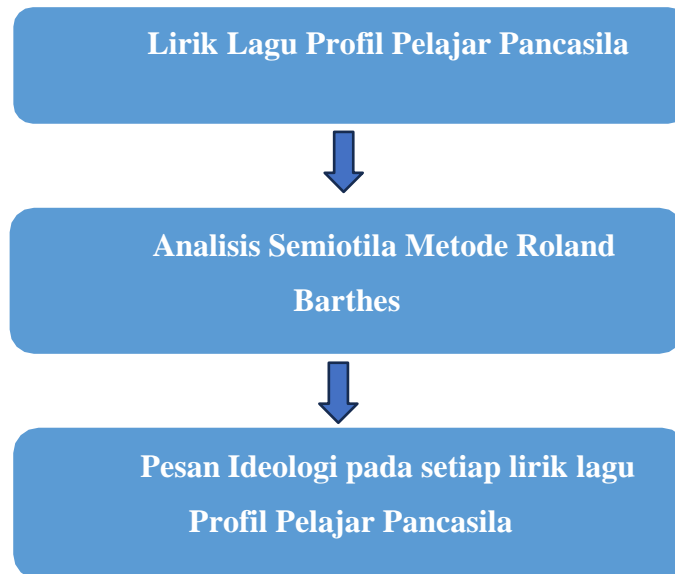 Lirik Lagu Profil Pelajar Pancasila
Analisis Semiotila Metode Roland
Barthes
Pesan Ideologi pada setiap lirik lagu
Profil Pelajar Pancasila